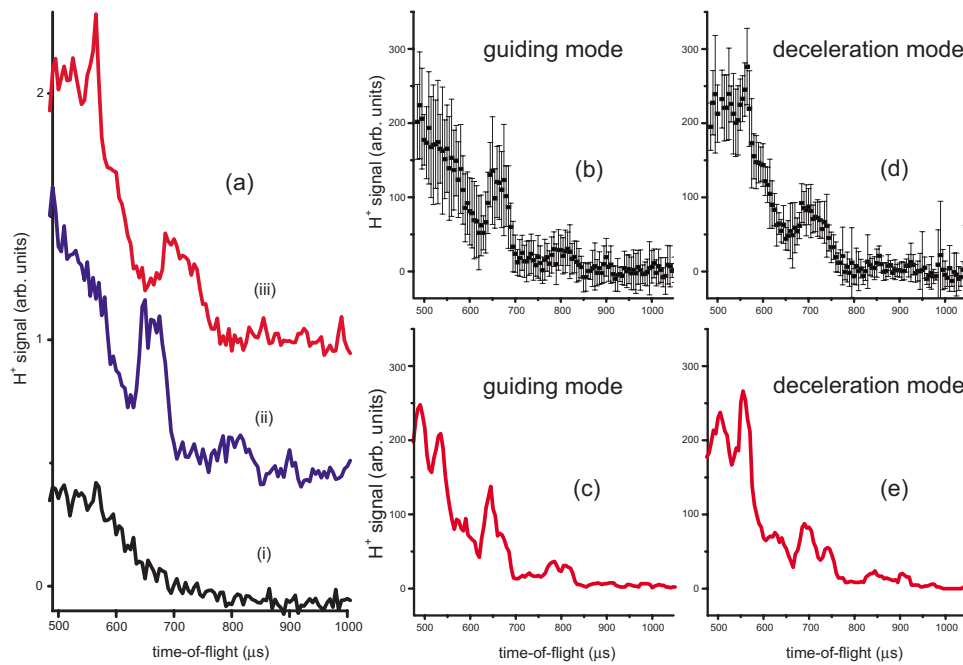 H⁺ signal (arb. units)
2
1
0
(a)
(iii)
(ii)
(i)
500 600 700 800 900 1000
time-of-flight (μs)
H⁺ signal (arb. units)
300
200
100
0
guiding mode
(b)
500 600 700 800 900 1000
H⁺ signal (arb. units)
300
200
100
0
guiding mode
(c)
500 600 700 800 900 1000
time-of-flight (μs)
300
200
100
0
deceleration mode
(d)
500 600 700 800 900 1000
300
200
100
0
deceleration mode
(e)
500 600 700 800 900 1000
time-of-flight (μs)